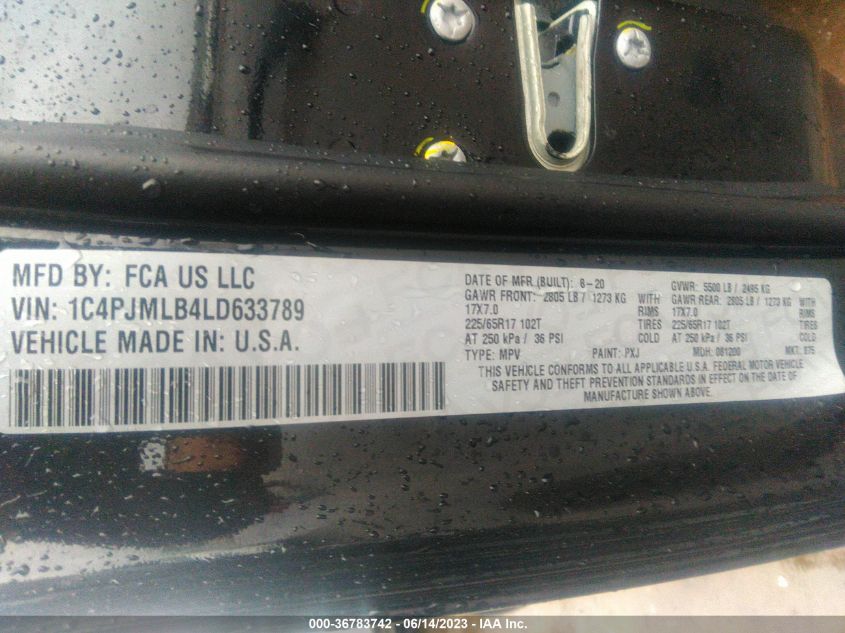 MFD BY: FCA US LLC
VIN: 1C4PJMLB4LD633789
VEHICLE MADE IN: U.S.A.
DATE OF MFR (BUILT): 8-20 GVWR: 5500 LB / 2495 KG
GAWR FRONT: 2805 LB / 1273 KG GAWR REAR: 2805 LB / 1273 KG
17X7.0 RIMS 17X7.0 RIMS
225/65R17 102T TIRES 225/65R17 102T TIRES
AT 250 kPa / 36 PSI COLD AT 250 kPa / 36 PSI COLD
TYPE: MPV PAINT: PXJ MDH: 081200 MKT:
THIS VEHICLE CONFORMS TO ALL APPLICABLE U.S.A. FEDERAL MOTOR VEHICLE
SAFETY AND THEFT PREVENTION STANDARDS IN EFFECT ON THE DATE OF
MANUFACTURE SHOWN ABOVE.
000-36783742 - 06/14/2023 - IAA Inc.